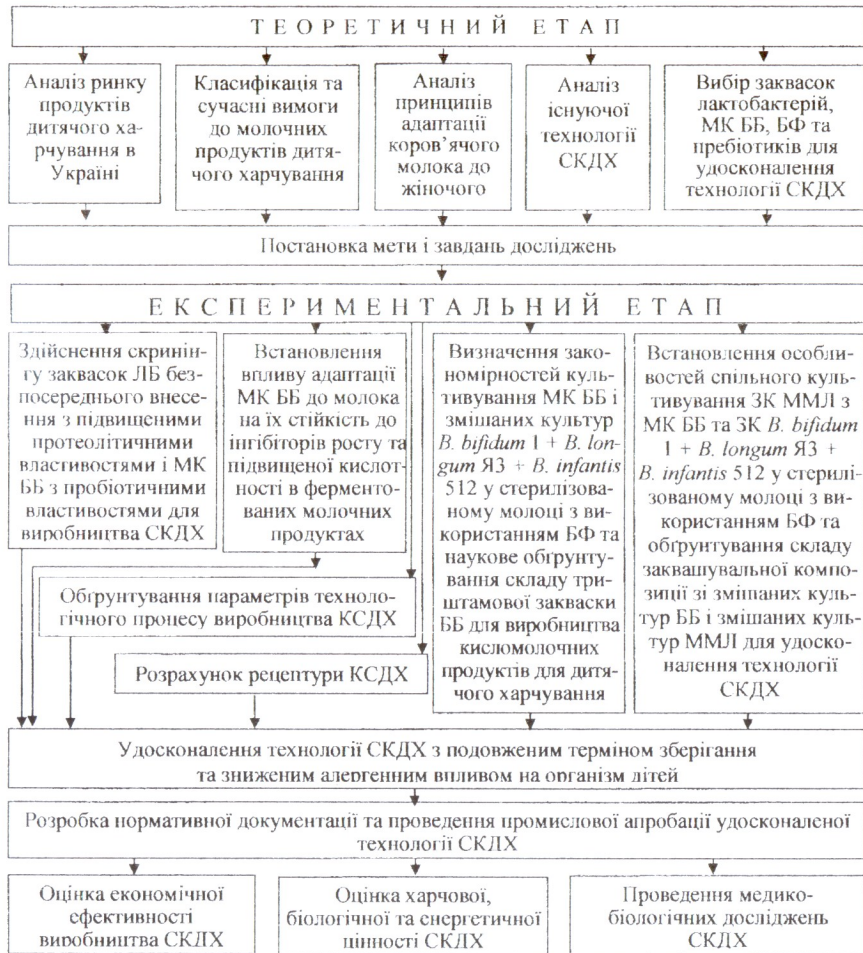 ТЕОРЕТИЧНИЙ ЕТАП
Аналіз ринку
продуктів
дитячого ха-
рчування в
Україні
Класифікація та
сучасні вимоги
до молочних
продуктів дитя-
чого харчування
Аналіз
принципів
адаптації
коров’ячого
молока до
жіночого
Аналіз
існуючої
технології
СКДХ
Вибір заквасок
лактобактерій,
МК ББ, БФ та
пребіотиків для
удосконалення
технології СКДХ
Постановка мети і завдань досліджень
ЕКСПЕРИМЕНТАЛЬНИЙ ЕТАП
Здійснення скринін-
гу заквасок ЛБ без-
посереднього внесе-
ння з підвищеними
протеолітичними
властивостями і МК
ББ з пробіотичними
властивостями для
виробництва СКДХ
Встановлення
впливу адаптації
МК ББ до молока
на їх стійкість до
інгібіторів росту та
підвищеної кислот-
ності в ферменто-
ваних молочних
продуктах
Визначення зако-
номірностей куль-
тивування МК ББ і
змішаних культур
B. bifidum 1 + B. lon-
gum ЯЗ + B. infantis
512 у стерилізова-
ному молоці з ви-
користанням БФ та
наукове обґрунту-
вання складу три-
штамової закваски
ББ для виробництва
кисломолочних
продуктів для дитя-
чого харчування
Встановлення особли-
востей спільного куль-
тивування ЗК ММЛ з
МК ББ та ЗК B. bifidum
1 + B. longum ЯЗ +
B. infantis 512 у стерилі-
зованому молоці з ви-
користанням БФ та
обґрунтування складу
заквашувальної компо-
зиції зі змішаних куль-
тур ББ і змішаних куль-
тур ММЛ для удоско-
налення технології
СКДХ
Обґрунтування параметрів техноло-
гічного процесу виробництва КСДХ
Розрахунок рецептури КСДХ
Удосконалення технології СКДХ з подовженим терміном зберігання
та зниженим алергенним впливом на організм дітей
Розробка нормативної документації та проведення промислової апробації удосконаленої
технології СКДХ
Оцінка економічної
ефективності
виробництва СКДХ
Оцінка харчової,
біологічної та енергетичної
цінності СКДХ
Проведення медико-
біологічних досліджень
СКДХ